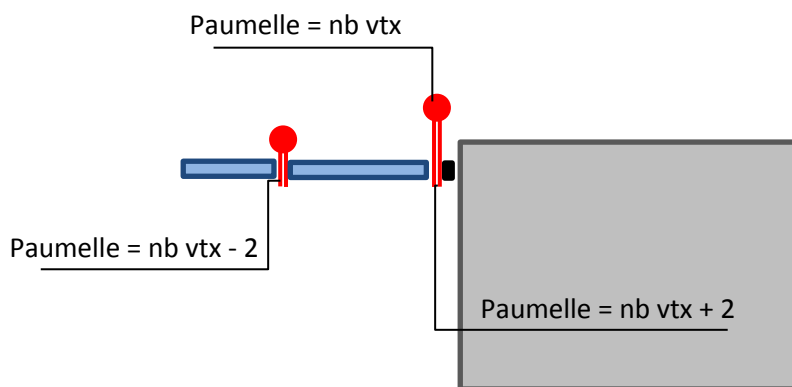 Paumelle = nb vtx
Paumelle = nb vtx - 2
Paumelle = nb vtx + 2